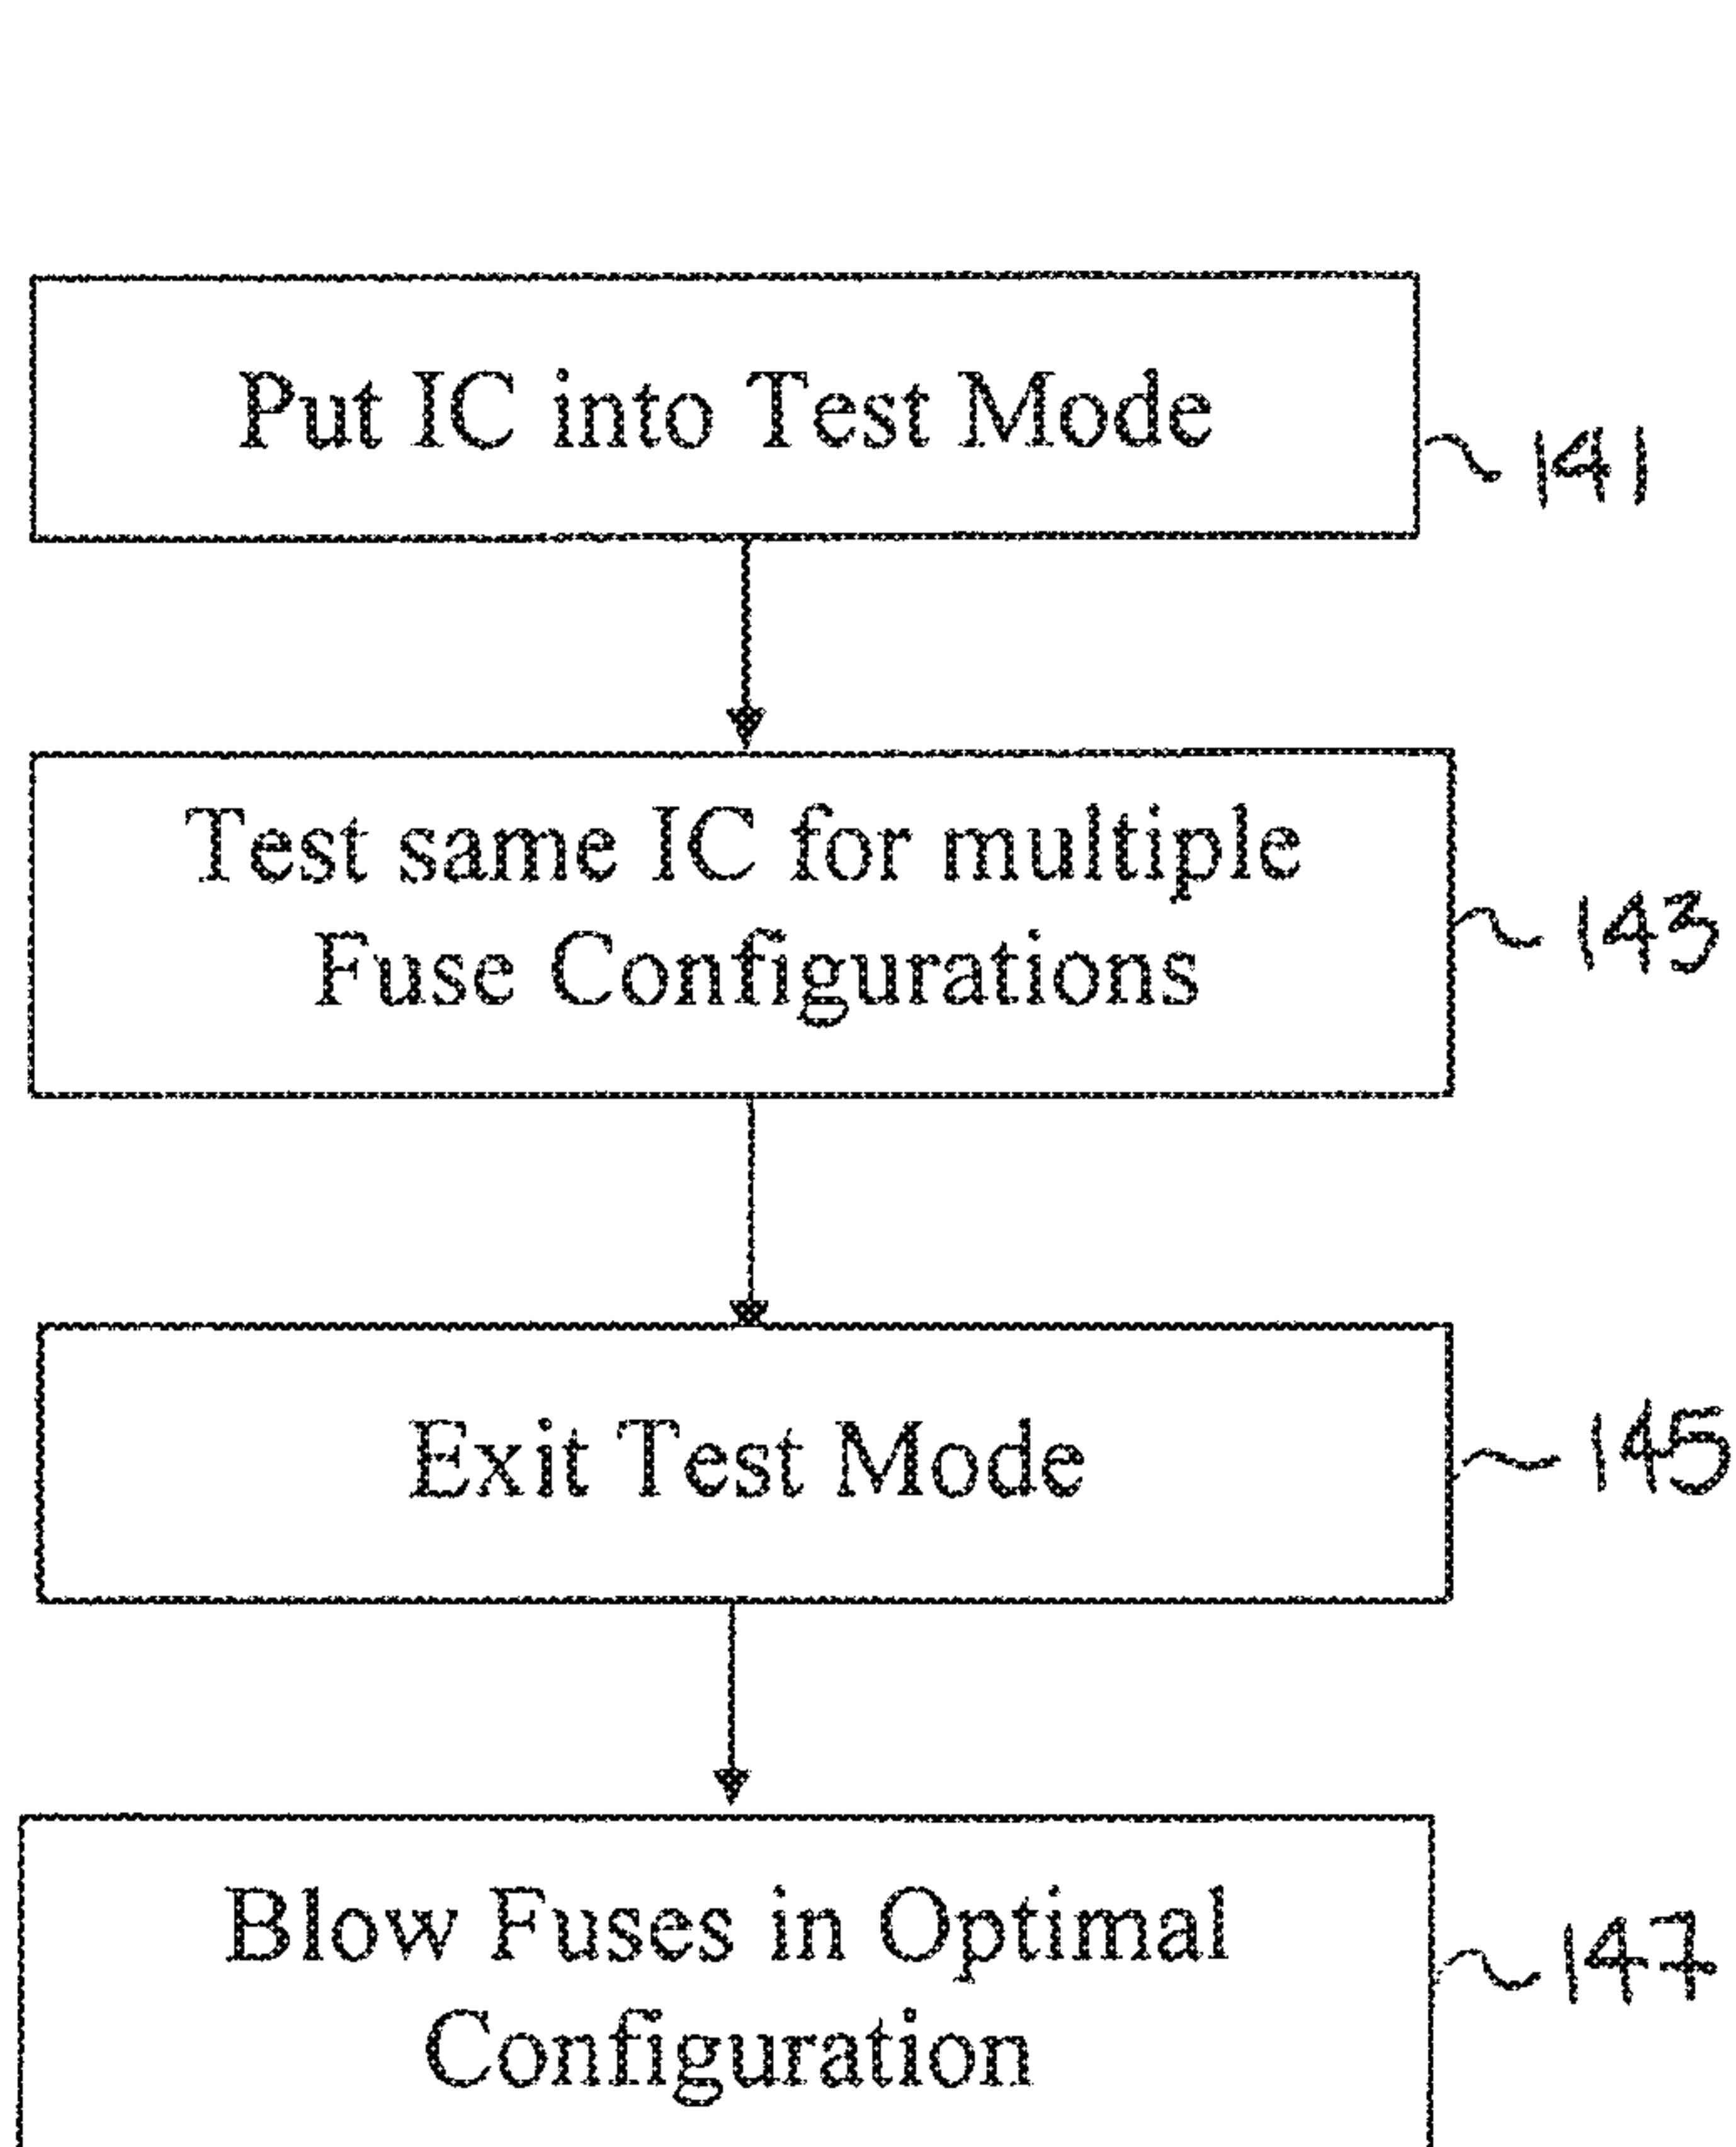 Put IC into Test Mode
141
Test same IC for multiple
Fuse Configurations
143
Exit Test Mode
145
Blow Fuses in Optimal
Configuration
147